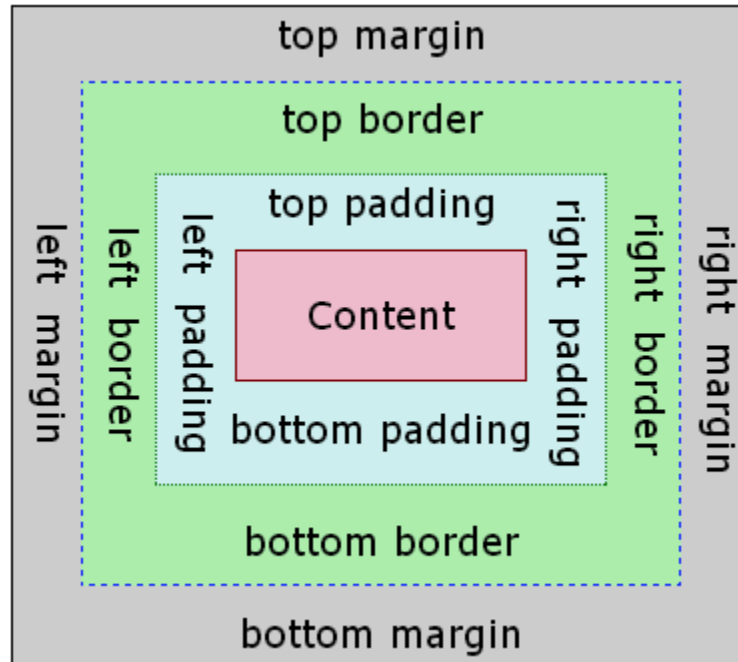 top margin
top border
top padding
left margin
left border
left padding
Content
right padding
right border
right margin
bottom padding
bottom border
bottom margin